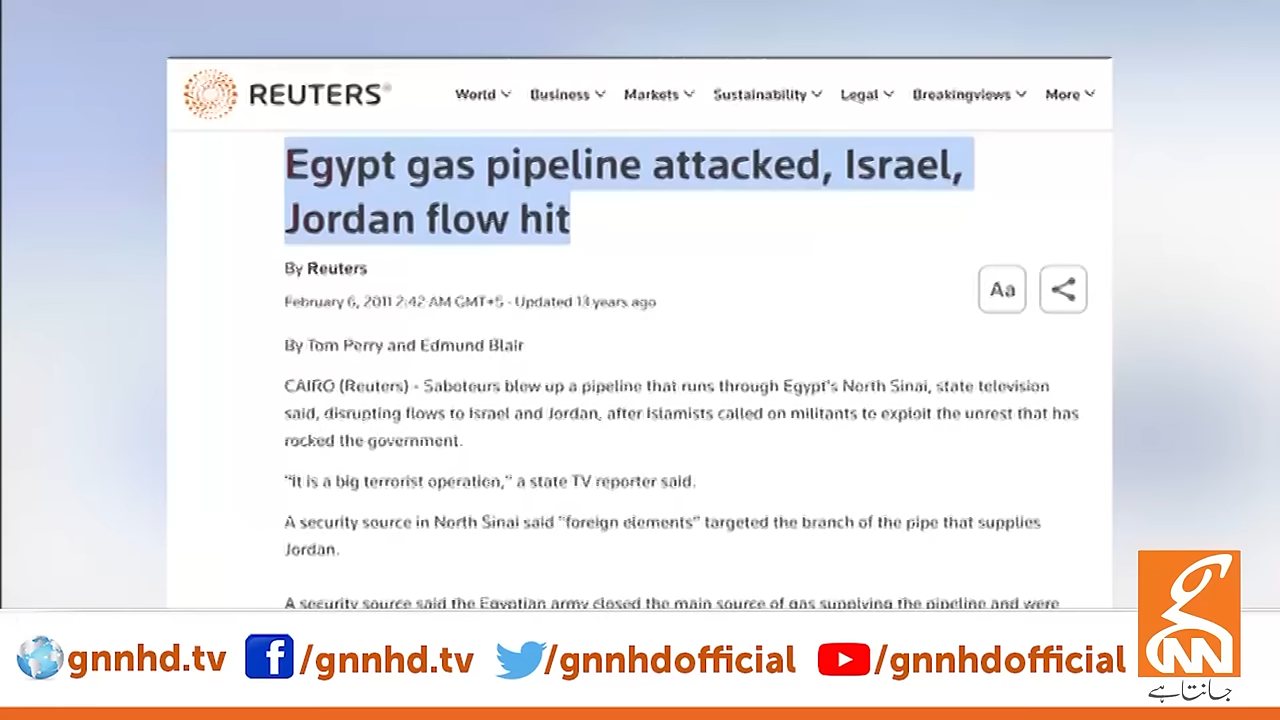 REUTERS®
World Business Markets Sustainability Legal Breakingviews More
Egypt gas pipeline attacked, Israel,
Jordan flow hit
By Reuters
February 6, 2011 2:42 AM GMT+5 · Updated 13 years ago
Aa
By Tom Perry and Edmund Blair
CAIRO (Reuters) - Saboteurs blew up a pipeline that runs through Egypt's North Sinai, state television
said, disrupting flows to Israel and Jordan, after Islamists called on militants to exploit the unrest that has
rocked the government.
"It is a big terrorist operation," a state TV reporter said.
A security source in North Sinai said "foreign elements" targeted the branch of the pipe that supplies
Jordan.
A security source said the Egyptian army closed the main source of gas supplying the pipeline and were
gnnhd.tv /gnnhd.tv /gnnhdofficial /gnnhdofficial
GNN
جانتا ہے